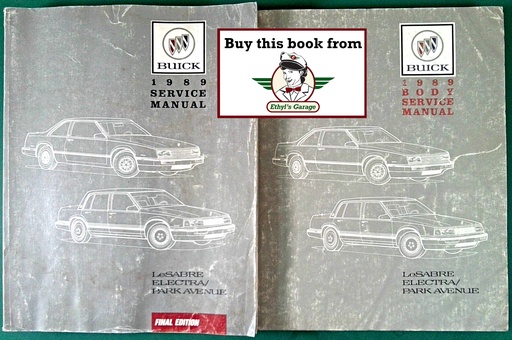 BUICK
1989
SERVICE
MANUAL
LeSABRE
ELECTRA/
PARK AVENUE
FINAL EDITION
Buy this book from
Ethyl's Garage
BUICK
1989
BODY
SERVICE
MANUAL
LeSABRE
ELECTRA/
PARK AVENUE